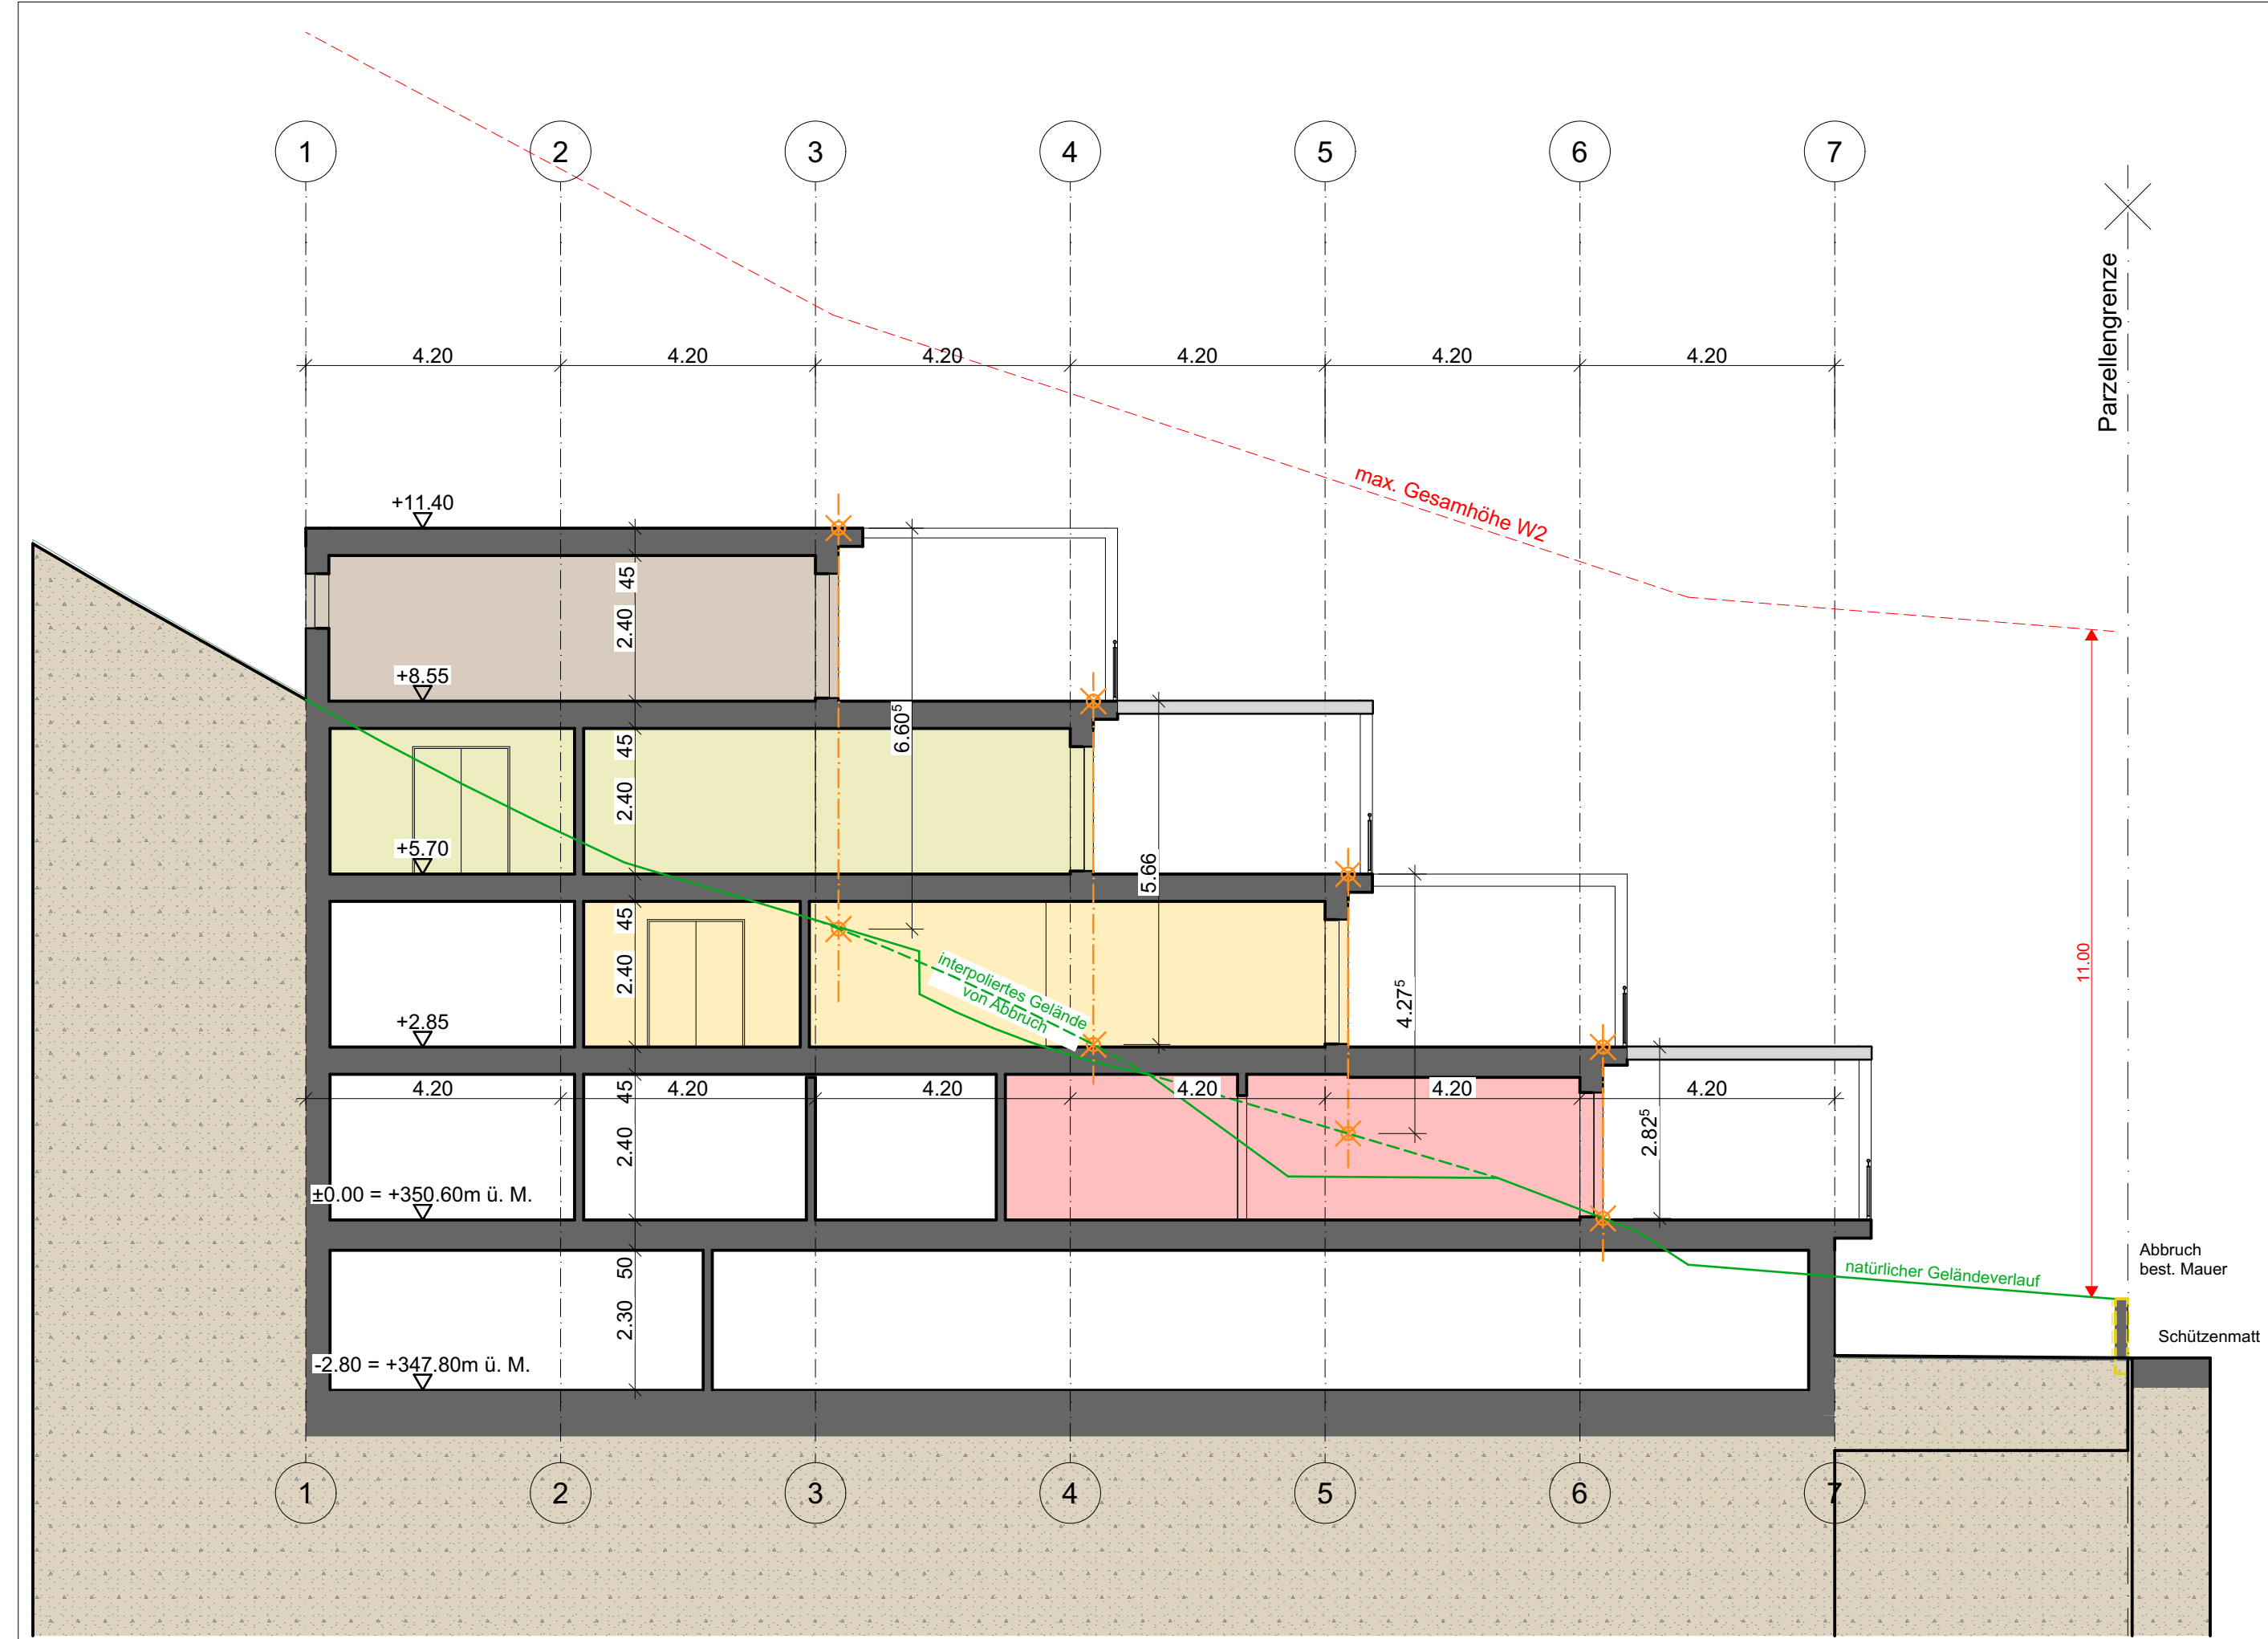 1 2 3 4 5 6 7
Parzellengrenze
4.20 4.20 4.20 4.20 4.20 4.20
max. Gesamhöhe W2
+11.40
45
2.40
+8.55
6.60⁵
45
2.40
+5.70
5.66
45
2.40
interpoliertes Gelände
von Abbruch
4.27⁵
11.00
+2.85
4.20 4.20 4.20 4.20 4.20 4.20
45
2.40
2.82⁵
±0.00 = +350.60m ü. M.
natürlicher Geländeverlauf
Abbruch
best. Mauer
50
2.30
Schützenmatt
-2.80 = +347.80m ü. M.
1 2 3 4 5 6 7